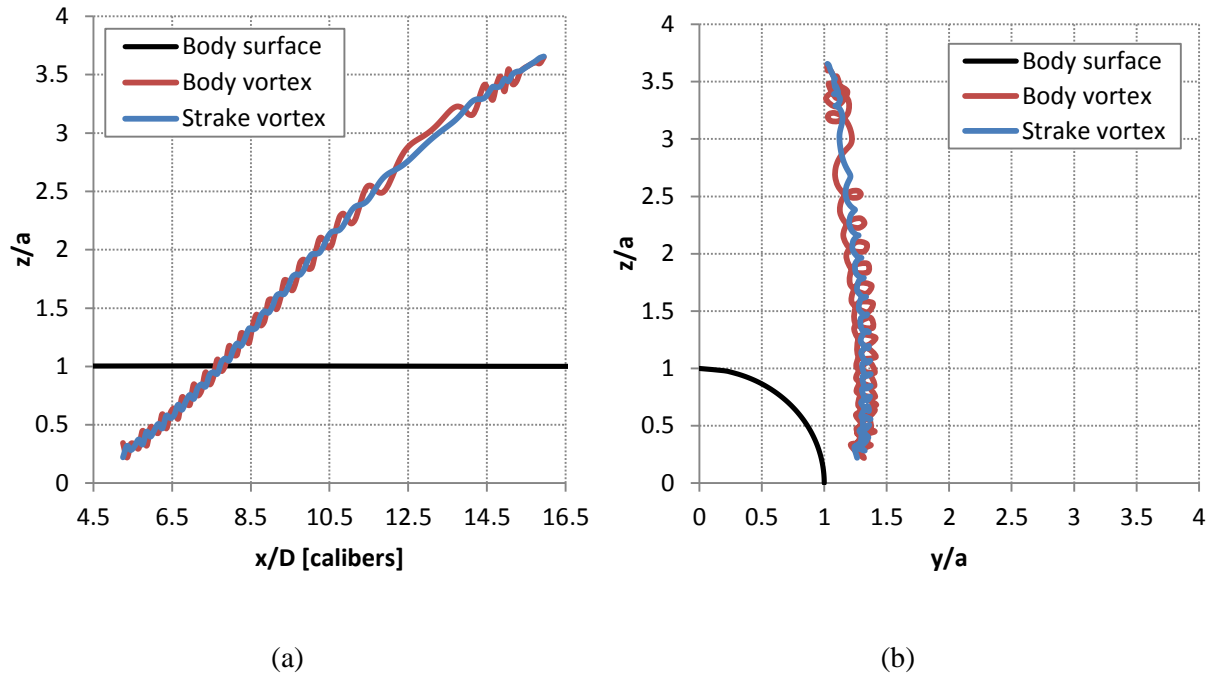 4
3.5
3
2.5
2
1.5
1
0.5
0
z/a
Body surface
Body vortex
Strake vortex
4.5 6.5 8.5 10.5 12.5 14.5 16.5
x/D [calibers]
(a)
4
3.5
3
2.5
2
1.5
1
0.5
0
z/a
Body surface
Body vortex
Strake vortex
0 0.5 1 1.5 2 2.5 3 3.5 4
y/a
(b)